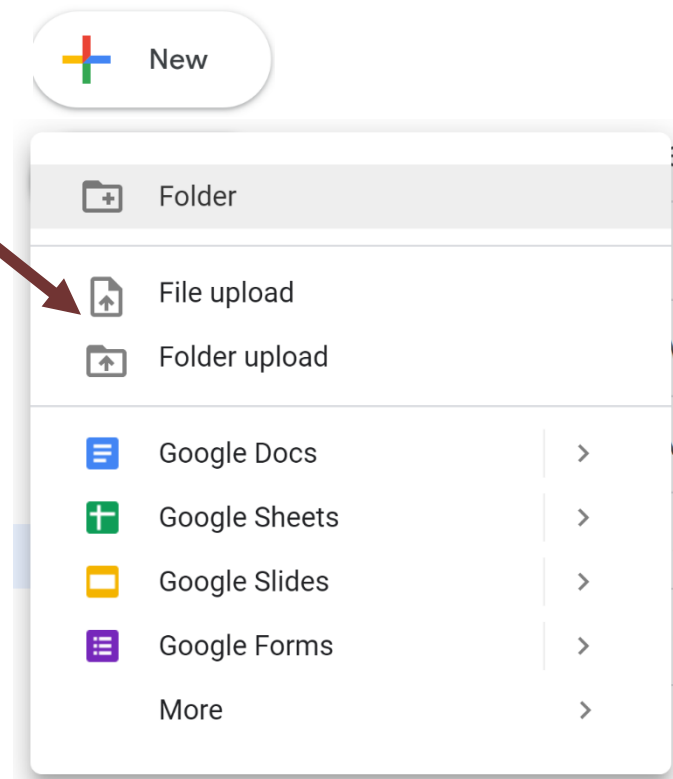 New
Folder
File upload
Folder upload
Google Docs
Google Sheets
Google Slides
Google Forms
More